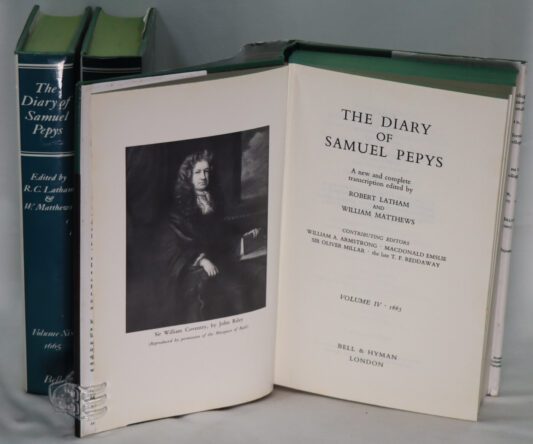 The
Diary of
Samuel
Pepys
Edited by
R. C. Latham
&
W. Matthews
Volume Six
1665
Bell
Sir William Coventry, by John Riley
(Reproduced by permission of the Marquess of Bath)
THE DIARY
OF
SAMUEL PEPYS
A new and complete
transcription edited by
ROBERT LATHAM
AND
WILLIAM MATTHEWS
CONTRIBUTING EDITORS
WILLIAM A. ARMSTRONG · MACDONALD EMSLIE
SIR OLIVER MILLAR · the late T. F. REDDAWAY
VOLUME IV · 1663
BELL & HYMAN
LONDON